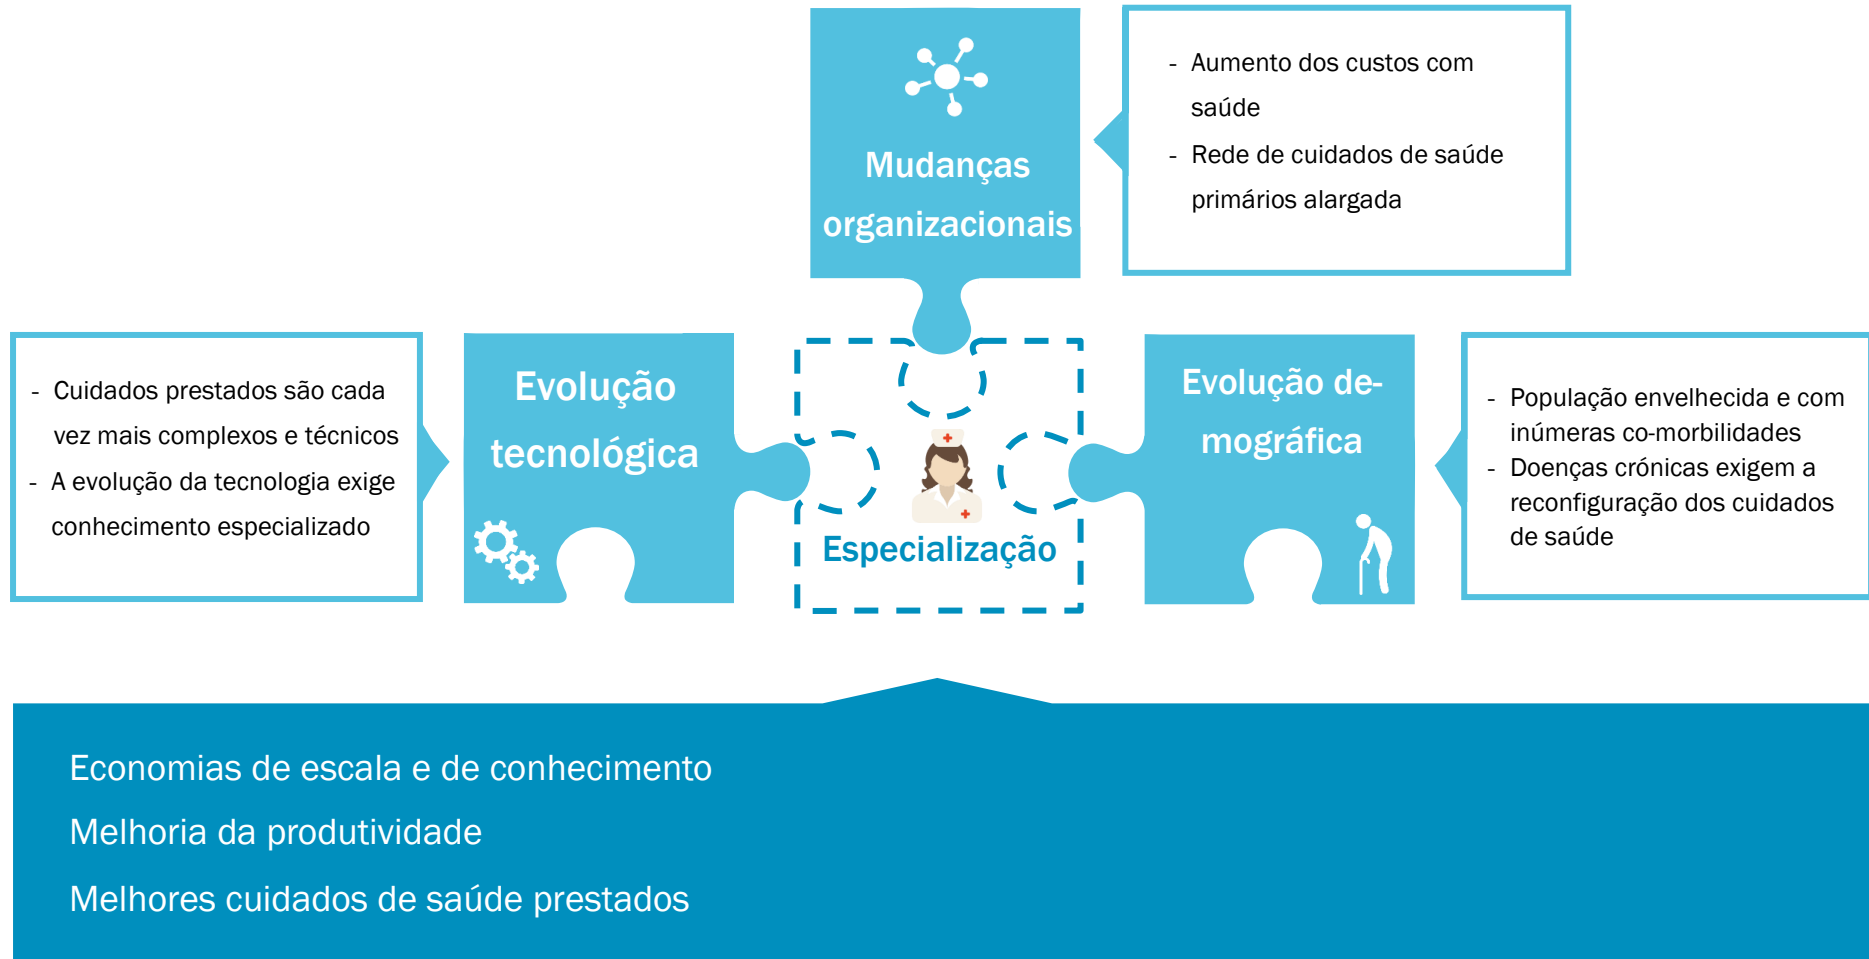 Mudanças
organizacionais
- Aumento dos custos com
saúde
- Rede de cuidados de saúde
primários alargada
- Cuidados prestados são cada
vez mais complexos e técnicos
- A evolução da tecnologia exige
conhecimento especializado
Evolução
tecnológica
Especialização
Evolução de-
mográfica
- População envelhecida e com
inúmeras co-morbilidades
- Doenças crónicas exigem a
reconfiguração dos cuidados
de saúde
Economias de escala e de conhecimento
Melhoria da produtividade
Melhores cuidados de saúde prestados